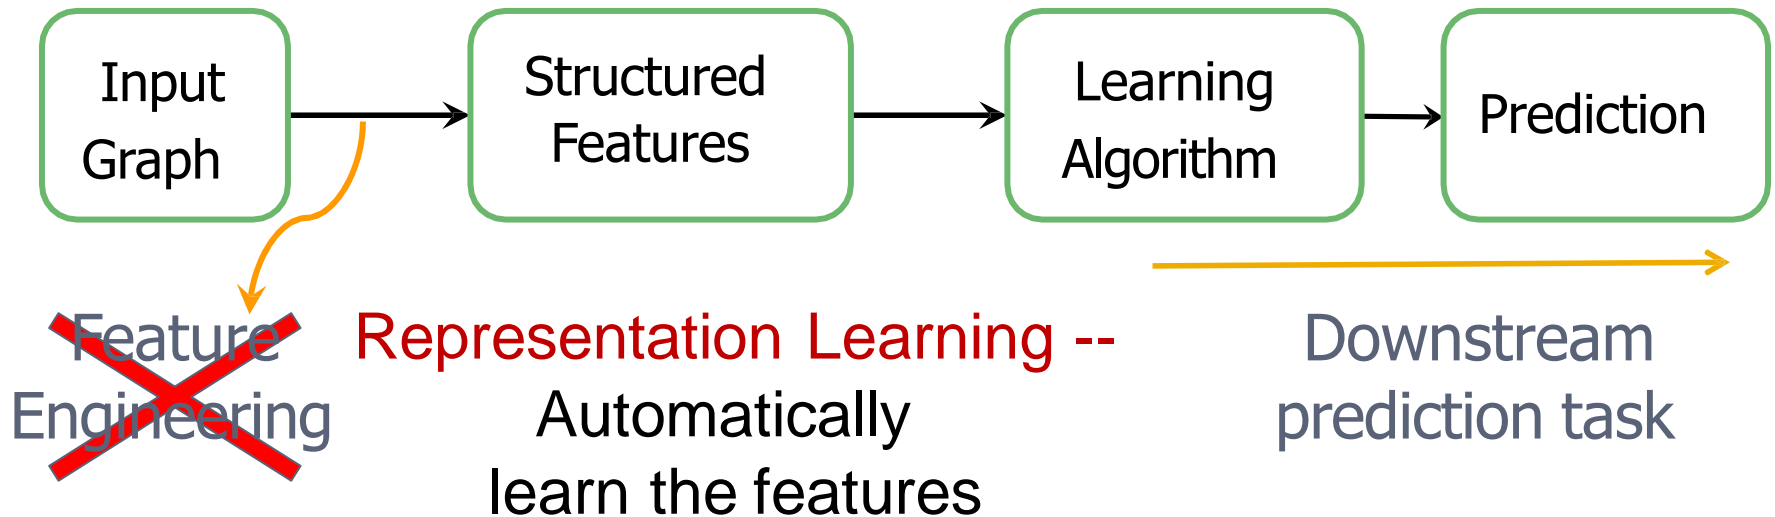 Input
Graph
Structured
Features
Learning
Algorithm
Prediction
Feature
Engineering
Representation Learning --
Automatically
learn the features
Downstream
prediction task